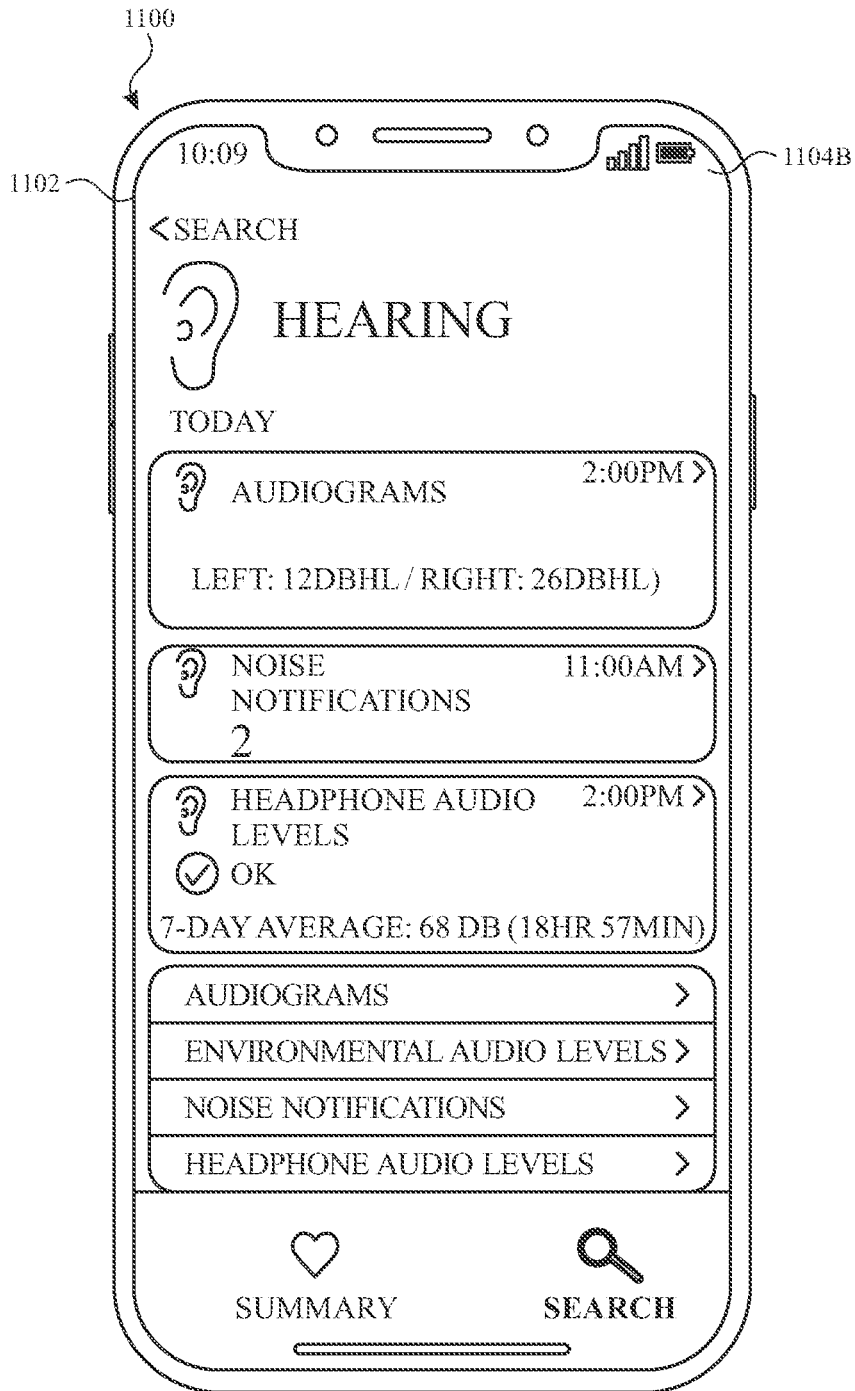 1100
10:09
1104B
1102
<SEARCH
HEARING
TODAY
AUDIOGRAMS 2:00PM >
LEFT: 12DBHL / RIGHT: 26DBHL)
NOISE 11:00AM >
NOTIFICATIONS
2
HEADPHONE AUDIO 2:00PM >
LEVELS
OK
7-DAY AVERAGE: 68 DB (18HR 57MIN)
AUDIOGRAMS >
ENVIRONMENTAL AUDIO LEVELS >
NOISE NOTIFICATIONS >
HEADPHONE AUDIO LEVELS >
SUMMARY SEARCH